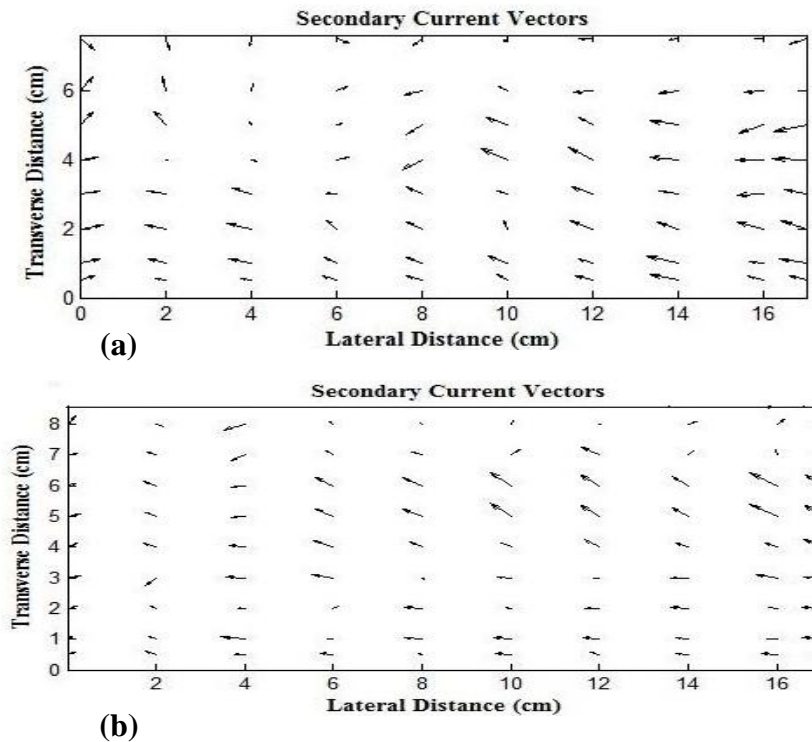 Secondary Current Vectors
Transverse Distance (cm)
6
4
2
0
0 2 4 6 8 10 12 14 16
Lateral Distance (cm)
(a)
Secondary Current Vectors
Transverse Distance (cm)
8
7
6
5
4
3
2
1
0
2 4 6 8 10 12 14 16
Lateral Distance (cm)
(b)